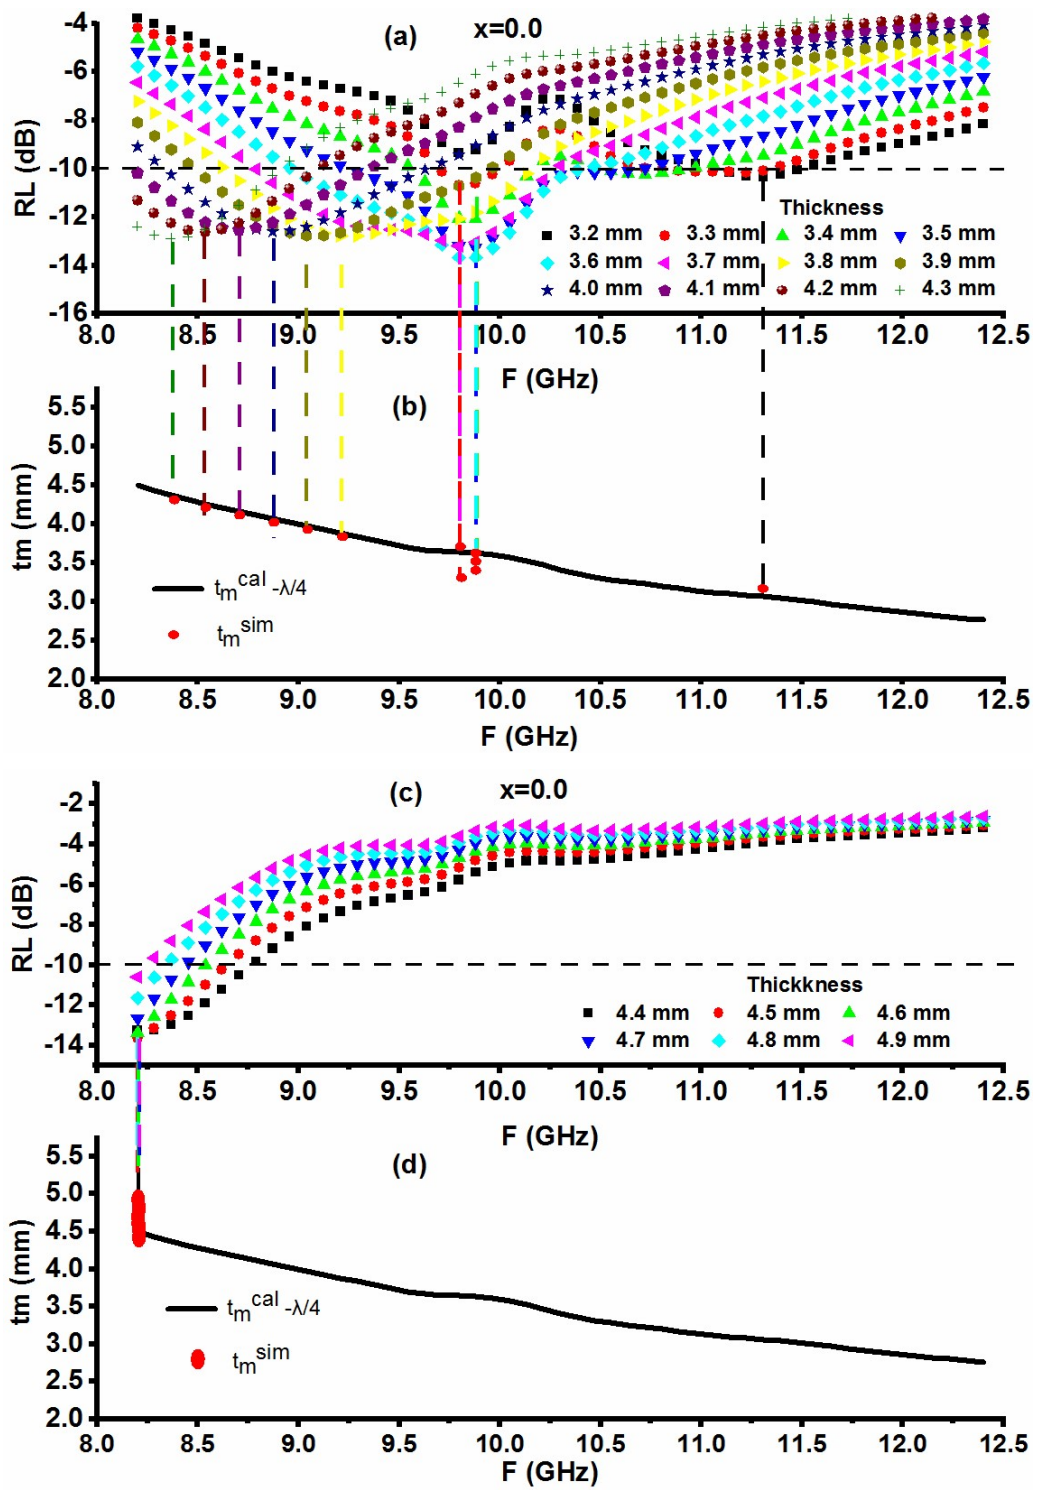 (a) x=0.0
-4
-6
-8
-10
-12
-14
-16
RL (dB)
Thickness
3.2 mm 3.3 mm 3.4 mm 3.5 mm
3.6 mm 3.7 mm 3.8 mm 3.9 mm
4.0 mm 4.1 mm 4.2 mm 4.3 mm
8.0 8.5 9.0 9.5 10.0 10.5 11.0 11.5 12.0 12.5
F (GHz)
(b)
5.5
5.0
4.5
4.0
3.5
3.0
2.5
2.0
tm (mm)
tm^cal -λ/4
tm^sim
8.0 8.5 9.0 9.5 10.0 10.5 11.0 11.5 12.0 12.5
F (GHz)
(c) x=0.0
-2
-4
-6
-8
-10
-12
-14
RL (dB)
Thickkness
4.4 mm 4.5 mm 4.6 mm
4.7 mm 4.8 mm 4.9 mm
8.0 8.5 9.0 9.5 10.0 10.5 11.0 11.5 12.0 12.5
F (GHz)
(d)
5.5
5.0
4.5
4.0
3.5
3.0
2.5
2.0
tm (mm)
tm^cal -λ/4
tm^sim
8.0 8.5 9.0 9.5 10.0 10.5 11.0 11.5 12.0 12.5
F (GHz)